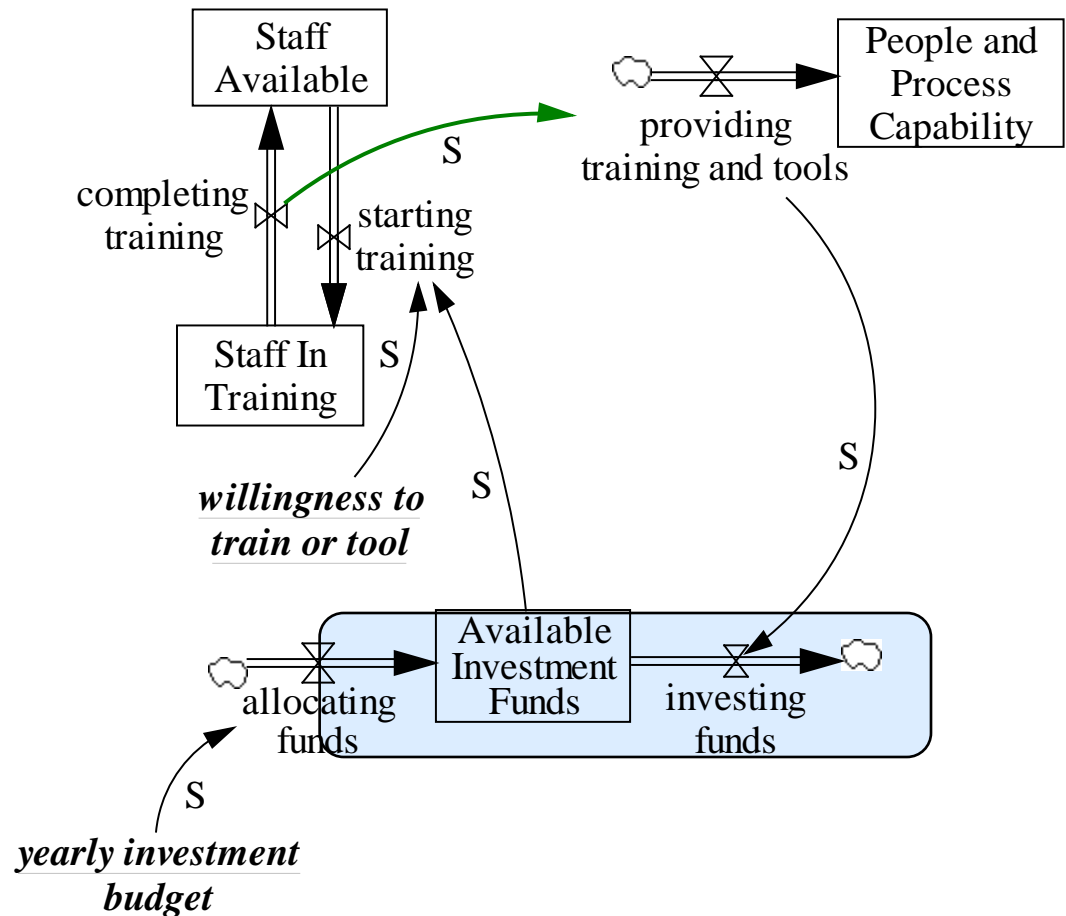 Staff
Available
People and
Process
Capability
providing
training and tools
S
completing
training
starting
training
Staff In
Training
S
S
S
willingness to
train or tool
Available
Investment
Funds
allocating
funds
investing
funds
S
yearly investment
budget